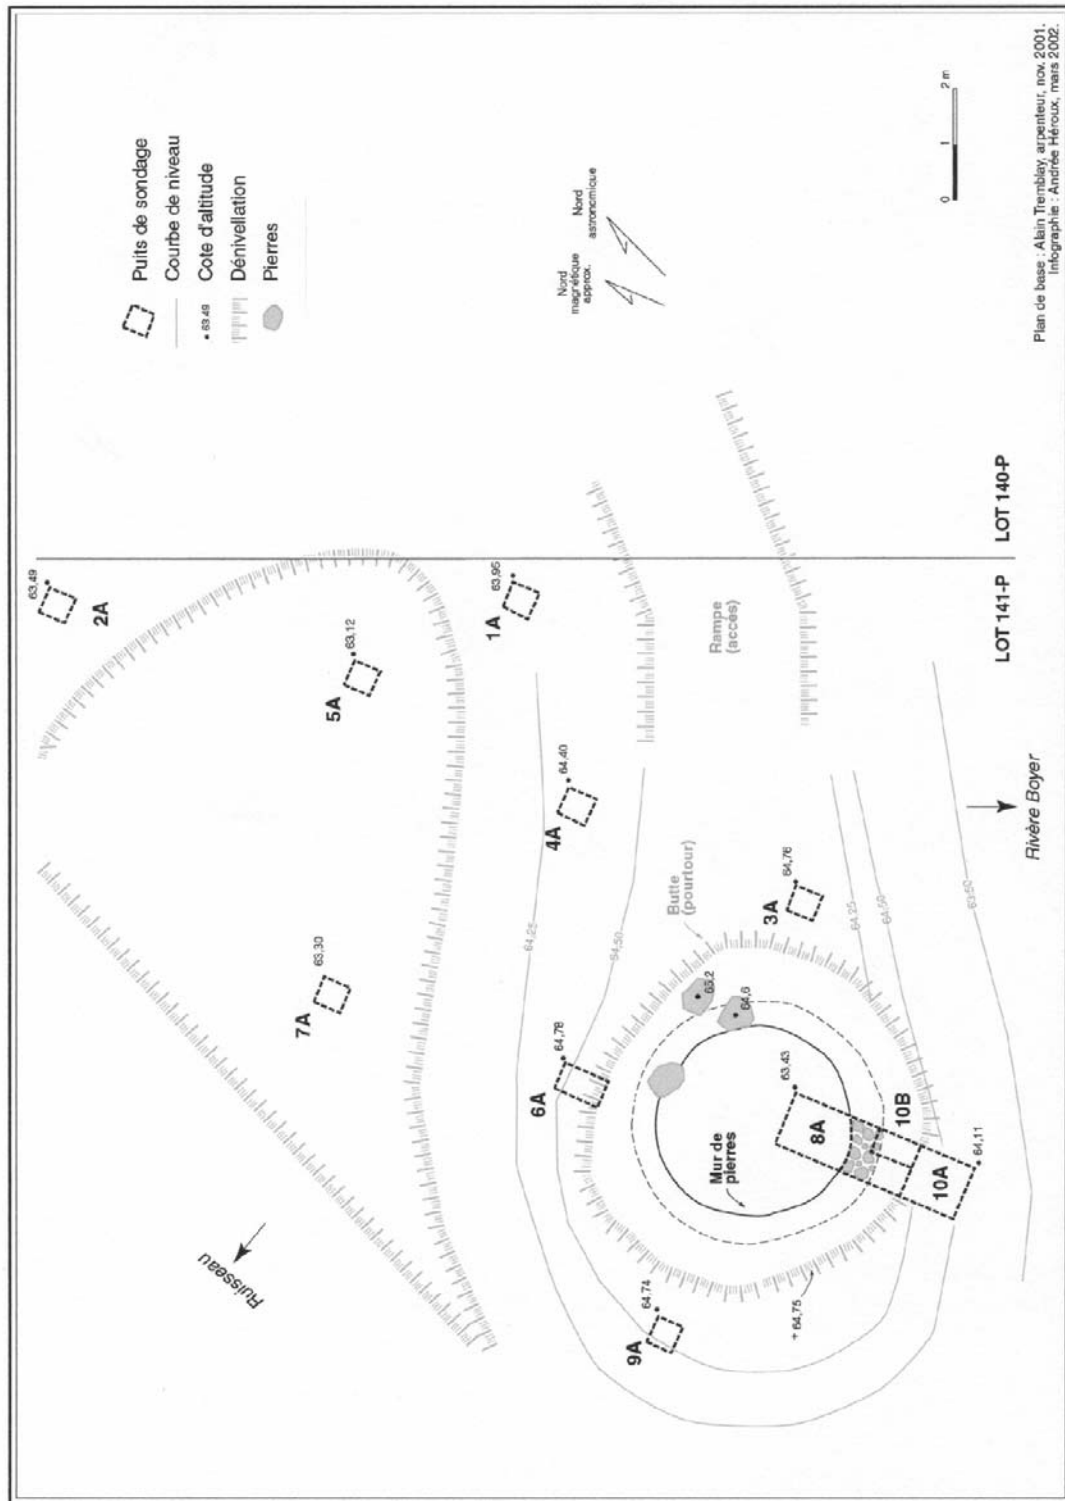 Puits de sondage
Courbe de niveau
• 63,49 Cote d'altitude
Dénivellation
Pierres
Nord
magnétique
approx.
Nord
astronomique
0 1 2 m
Plan de base : Alain Tremblay, arpenteur, nov. 2001.
Infographie : Andrée Héroux, mars 2002.
LOT 140-P
LOT 141-P
63,49
2A
63,95
1A
63,12
5A
Rampe
(accès)
64,40
4A
64,25
54,50
Butte
(pourtour)
64,76
3A
64,25
64,50
63,50
Rivère Boyer
63,30
7A
64,78
6A
65,2
64,6
63,43
8A
10B
10A
64,11
Mur de
pierres
Ruisseau
64,74
9A
+ 64,75